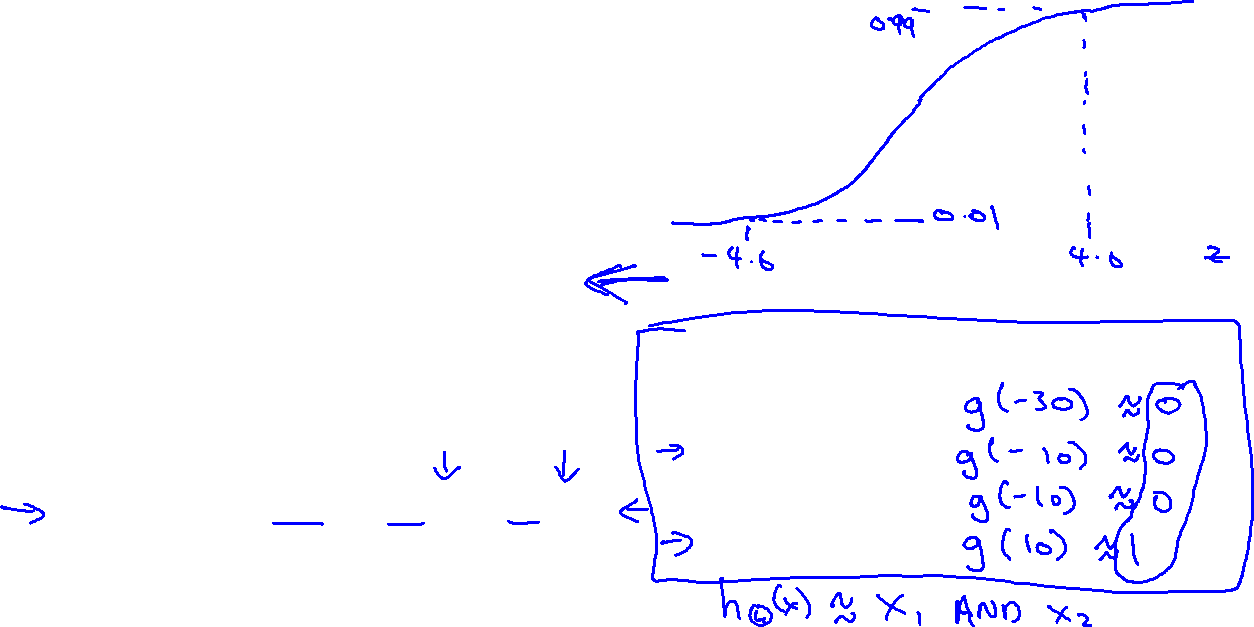 0.99
0.01
-4.6 4.6 z
g(-30) ≈ 0
g(-10) ≈ 0
g(-10) ≈ 0
g(10) ≈ 1
hΘ(x) ≈ x₁ AND x₂